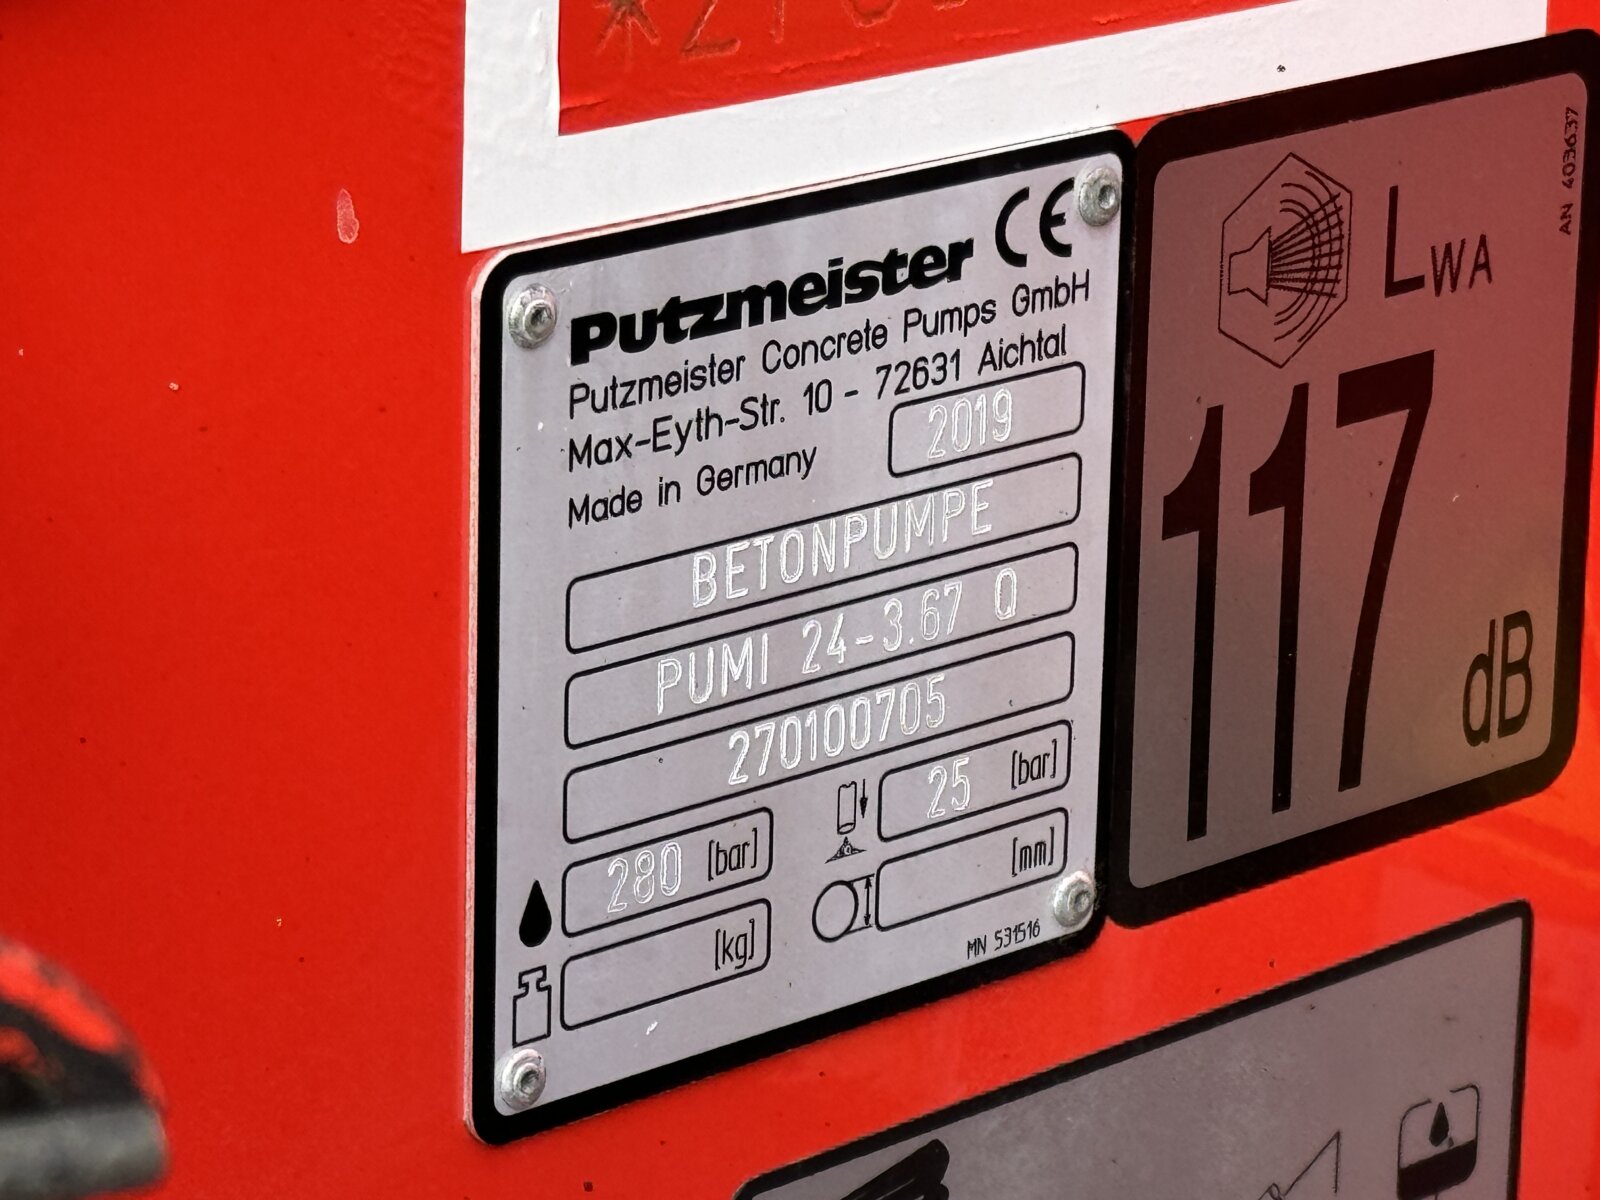 Putzmeister CE
Putzmeister Concrete Pumps GmbH
Max-Eyth-Str. 10 - 72631 Aichtal
Made in Germany
2019
BETONPUMPE
PUMI 24-3.67 Q
270100705
280 [bar]
25 [bar]
[kg]
[mm]
MN 531516
AN 403637
LWA
117
dB